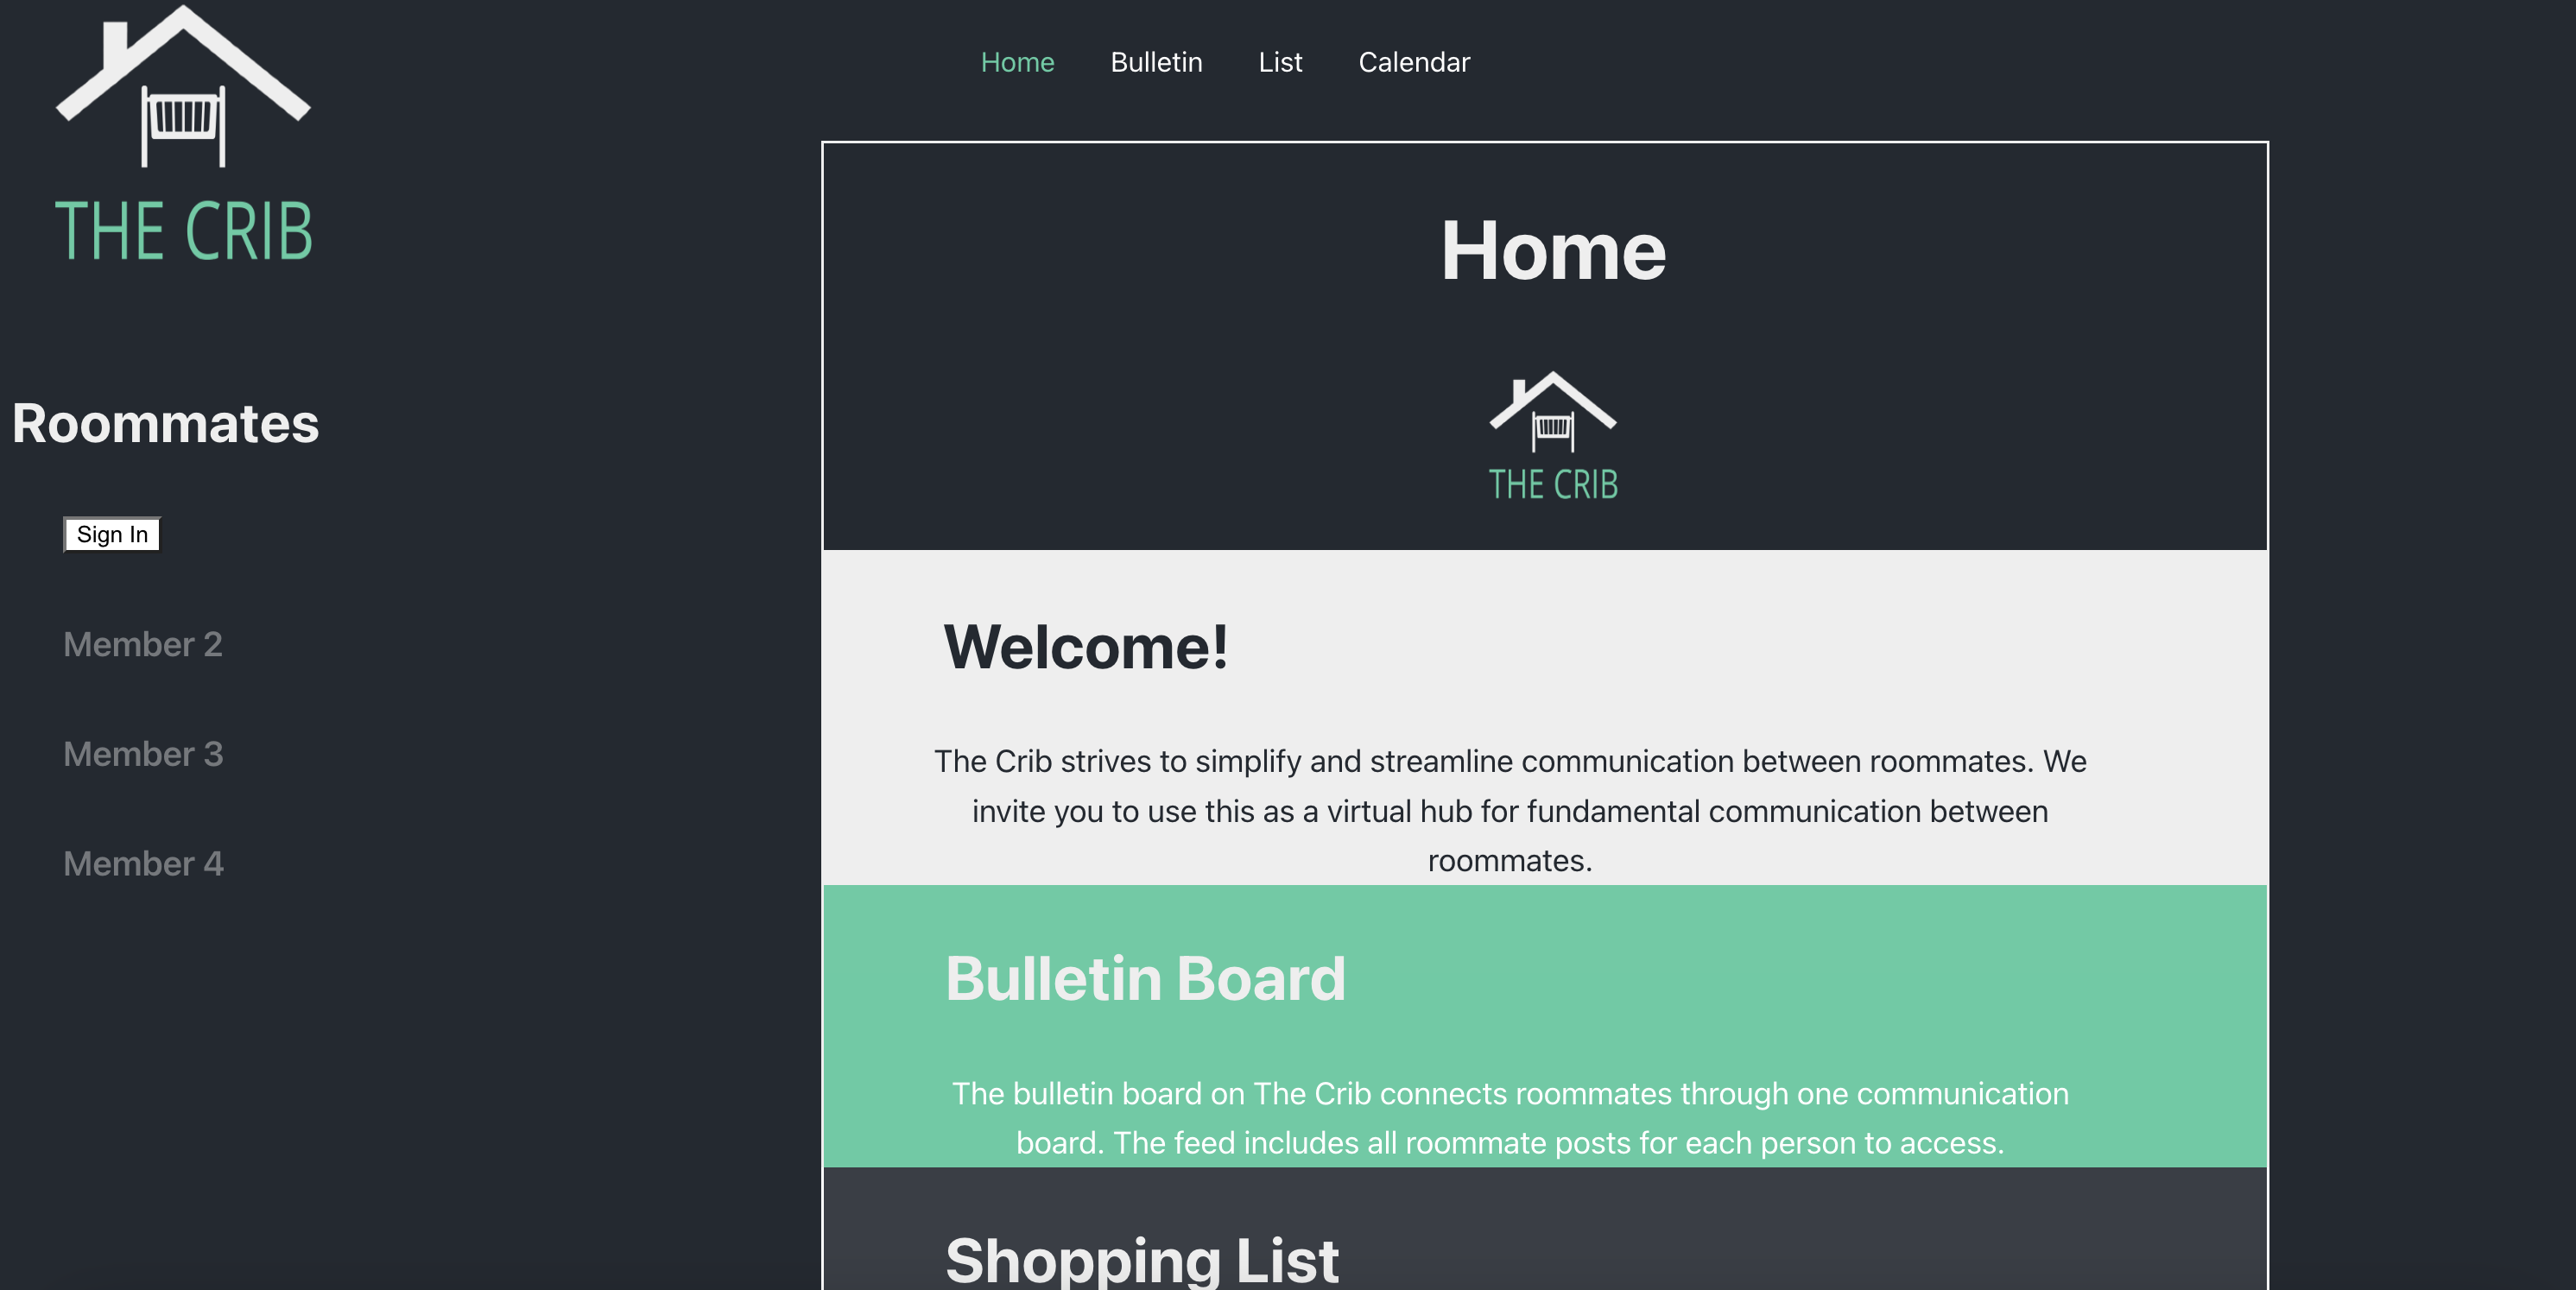 THE CRIB
Home Bulletin List Calendar
Roommates
Sign In
Member 2
Member 3
Member 4
Home
THE CRIB
Welcome!
The Crib strives to simplify and streamline communication between roommates. We
invite you to use this as a virtual hub for fundamental communication between
roommates.
Bulletin Board
The bulletin board on The Crib connects roommates through one communication
board. The feed includes all roommate posts for each person to access.
Shopping List